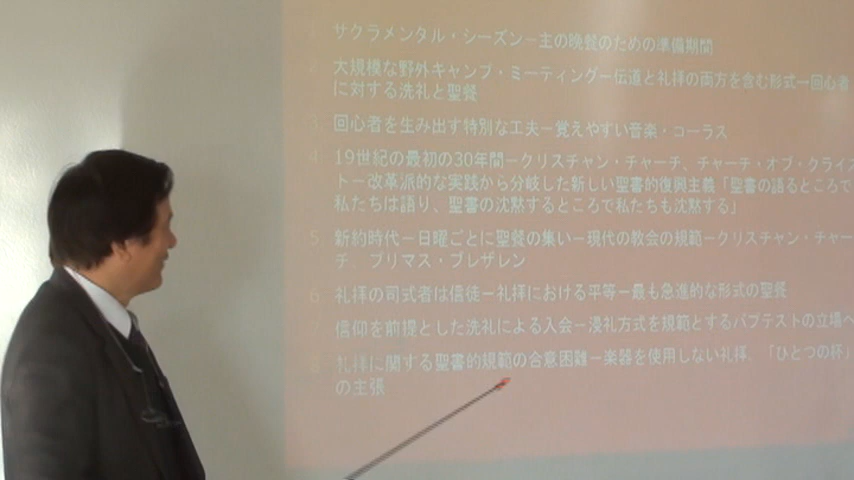 サクラメンタル・シーズンー主の晩餐のための準備期間
大規模な野外キャンプ・ミーティングー伝道と礼拝の両方を含む形式→回心者
に対する洗礼と聖餐
3. 回心者を生み出す特別な工夫ー覚えやすい音楽・コーラス
4. 19世紀の最初の30年間ークリスチャン・チャーチ、チャーチ・オブ・クライス
トー改革派的な実践から分岐した新しい聖書的復興主義「聖書の語るところで
私たちは語り、聖書の沈黙するところで私たちも沈黙する」
5. 新約時代ー日曜ごとに聖餐の集いー現代の教会の規範ークリスチャン・チャー
チ、プリマス・ブレザレン
6. 礼拝の司式者は信徒ー礼拝における平等ー最も急進的な形式の聖餐
7. 信仰を前提とした洗礼による入会ー浸礼方式を規範とするバプテストの立場へ
8. 礼拝に関する聖書的規範の合意困難ー楽器を使用しない礼拝、「ひとつの杯」
の主張